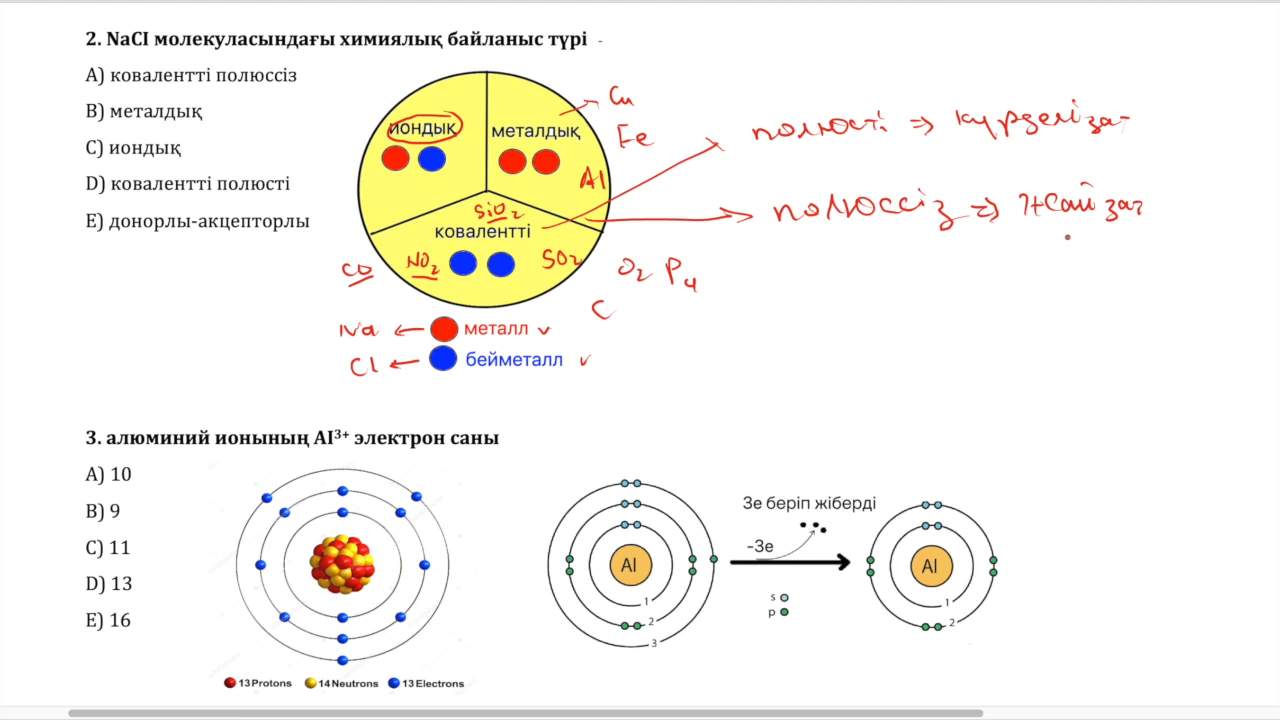 2. NaCI молекуласындағы химиялық байланыс түрі -
A) ковалентті полюссіз
B) металдық
C) иондық
D) ковалентті полюсті
E) донорлы-акцепторлы
иондық
металдық
ковалентті
SiO₂
CO
NO₂
SO₂
Cu
Fe
Al
O₂ P₄
C
полюсті ⇒ күрделі зат
полюссіз ⇒ жай зат
Na ← металл ✓
Cl ← бейметалл ✓
3. алюминий ионының AI³⁺ электрон саны
A) 10
B) 9
C) 11
D) 13
E) 16
13 Protons 14 Neutrons 13 Electrons
Al
1
2
3
3e беріп жіберді
-3e
s
p
Al
1
2